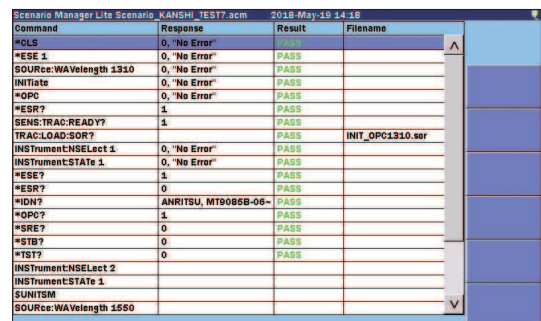 Scenario Manager Lite Scenario_KANSHI_TEST7.acm 2018-May-19 14:18
Command Response Result Filename
*CLS 0, "No Error" PASS
*ESE 1 0, "No Error" PASS
SOURce:WAVelength 1310 0, "No Error" PASS
INITiate 0, "No Error" PASS
*OPC 0, "No Error" PASS
*ESR? 1 PASS
SENS:TRAC:READY? 1 PASS
TRAC:LOAD:SOR? PASS INIT_OPC1310.sor
INSTrument:NSELect 1 0, "No Error" PASS
INSTrument:STATe 1 0, "No Error" PASS
*ESE? 1 PASS
*ESR? 0 PASS
*IDN? ANRITSU, MT9085B-06~ PASS
*OPC? 1 PASS
*SRE? 0 PASS
*STB? 0 PASS
*TST? 0 PASS
INSTrument:NSELect 2
INSTrument:STATe 1
$UNITSM
SOURce:WAVelength 1550